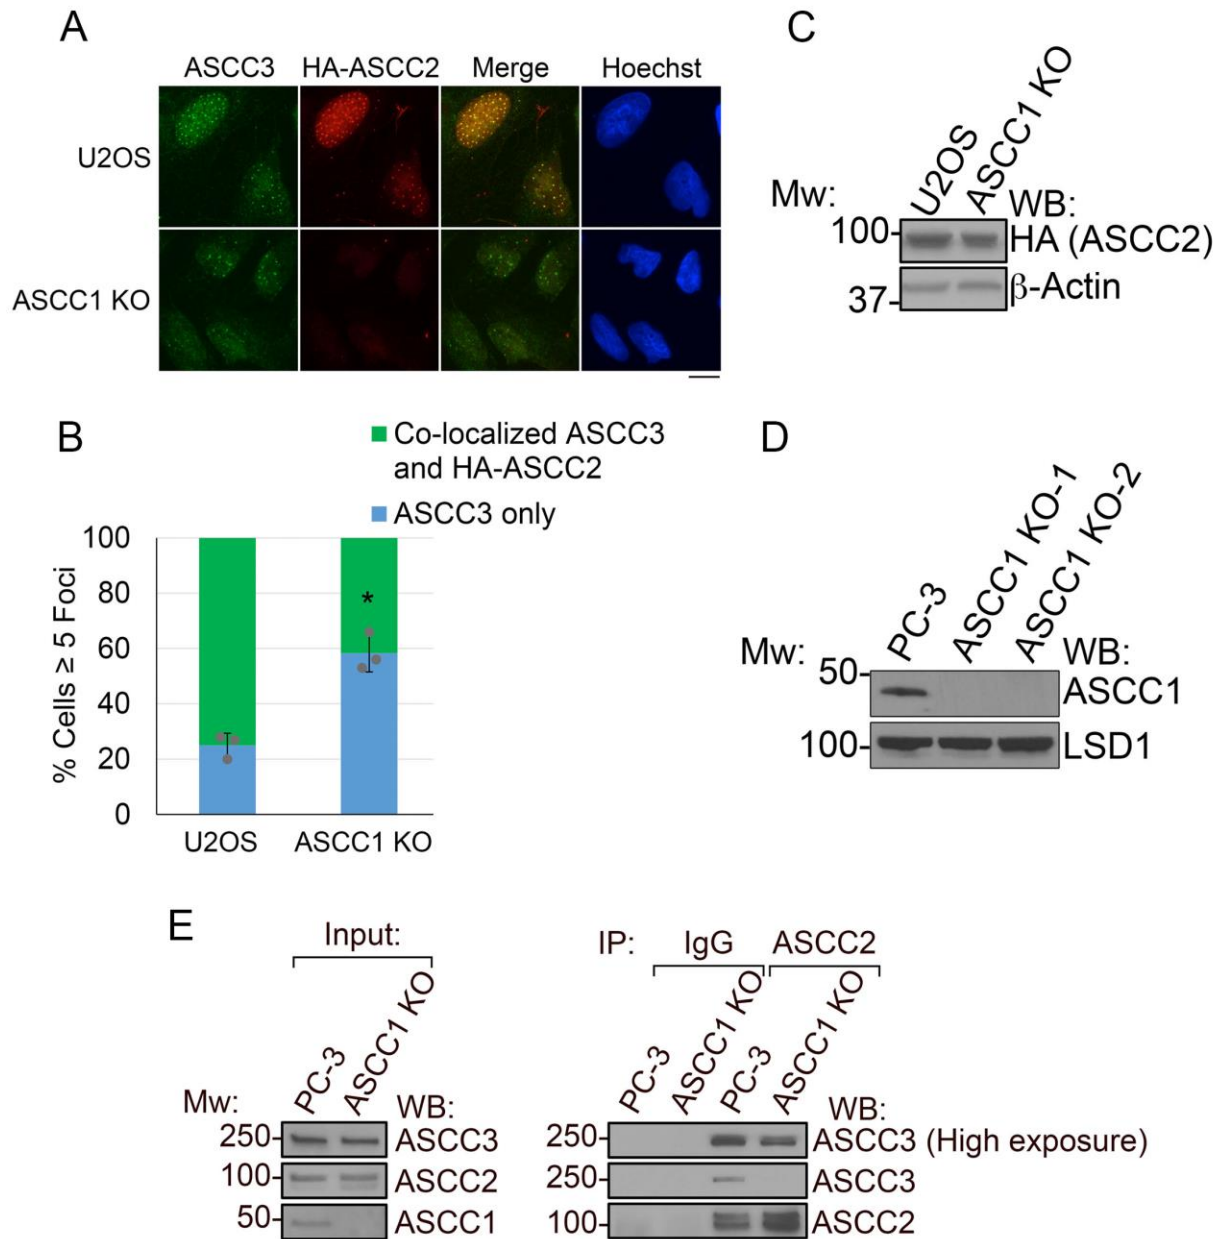 A
ASCC3 HA-ASCC2 Merge Hoechst
U2OS
ASCC1 KO
B
Co-localized ASCC3
and HA-ASCC2
ASCC3 only
% Cells ≥ 5 Foci
100
80
60
40
20
0
*
U2OS ASCC1 KO
C
U2OS ASCC1 KO
Mw: WB:
100 HA (ASCC2)
37 β-Actin
D
PC-3 ASCC1 KO-1 ASCC1 KO-2
Mw: WB:
50 ASCC1
100 LSD1
E
Input:
PC-3 ASCC1 KO
Mw: WB:
250 ASCC3
100 ASCC2
50 ASCC1
IP: IgG ASCC2
PC-3 ASCC1 KO PC-3 ASCC1 KO
WB:
250 ASCC3 (High exposure)
250 ASCC3
100 ASCC2